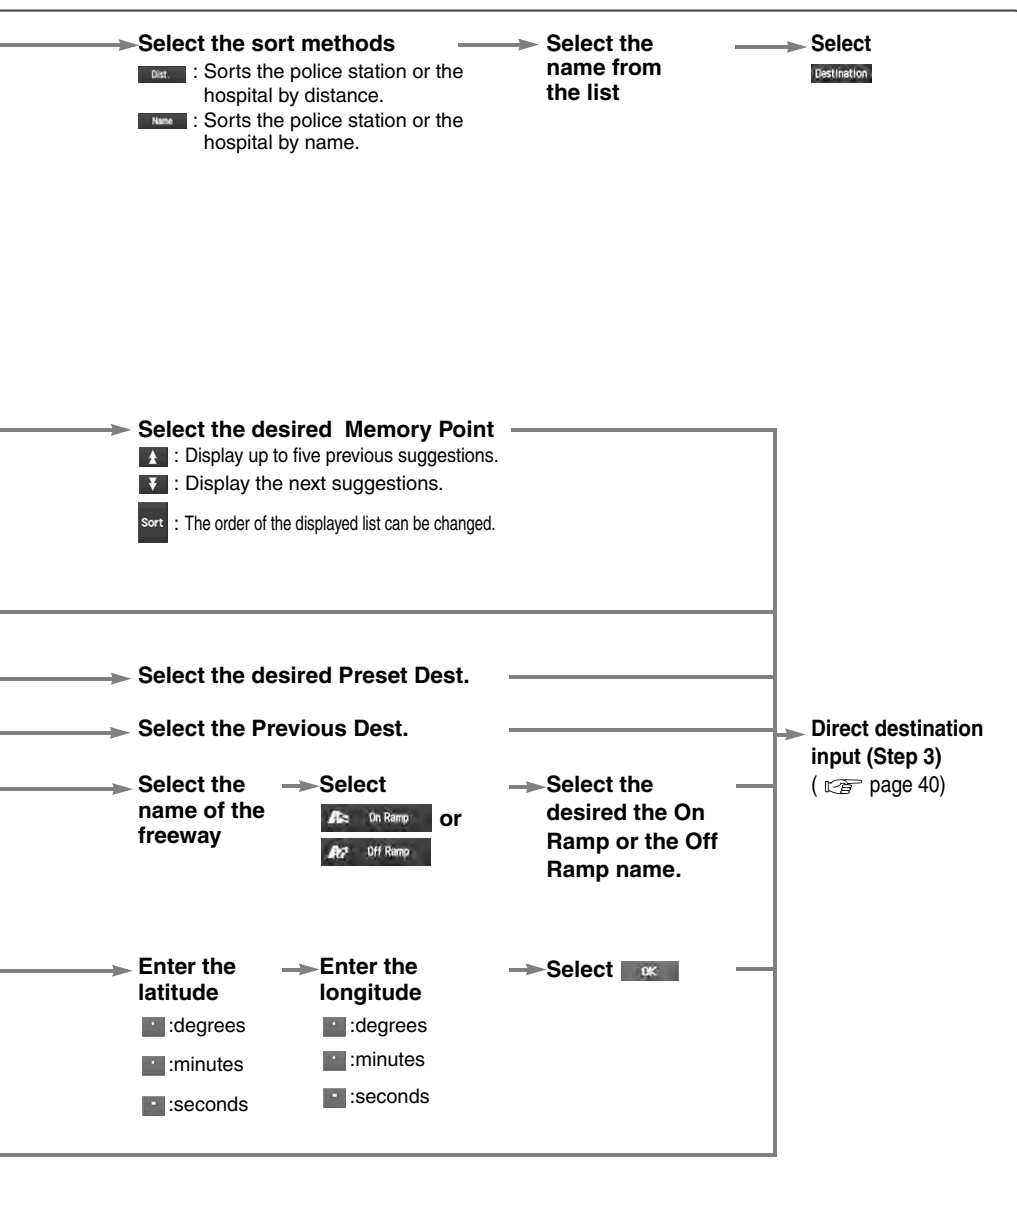 Select the sort methods
Dist. : Sorts the police station or the
hospital by distance.
Name : Sorts the police station or the
hospital by name.
Select the
name from
the list
Select
Destination
Select the desired Memory Point
: Display up to five previous suggestions.
: Display the next suggestions.
Sort : The order of the displayed list can be changed.
Select the desired Preset Dest.
Select the Previous Dest.
Select the
name of the
freeway
Select
On Ramp or
Off Ramp
Select the
desired the On
Ramp or the Off
Ramp name.
Enter the
latitude
:degrees
:minutes
:seconds
Enter the
longitude
:degrees
:minutes
:seconds
Select OK
Direct destination
input (Step 3)
( page 40)